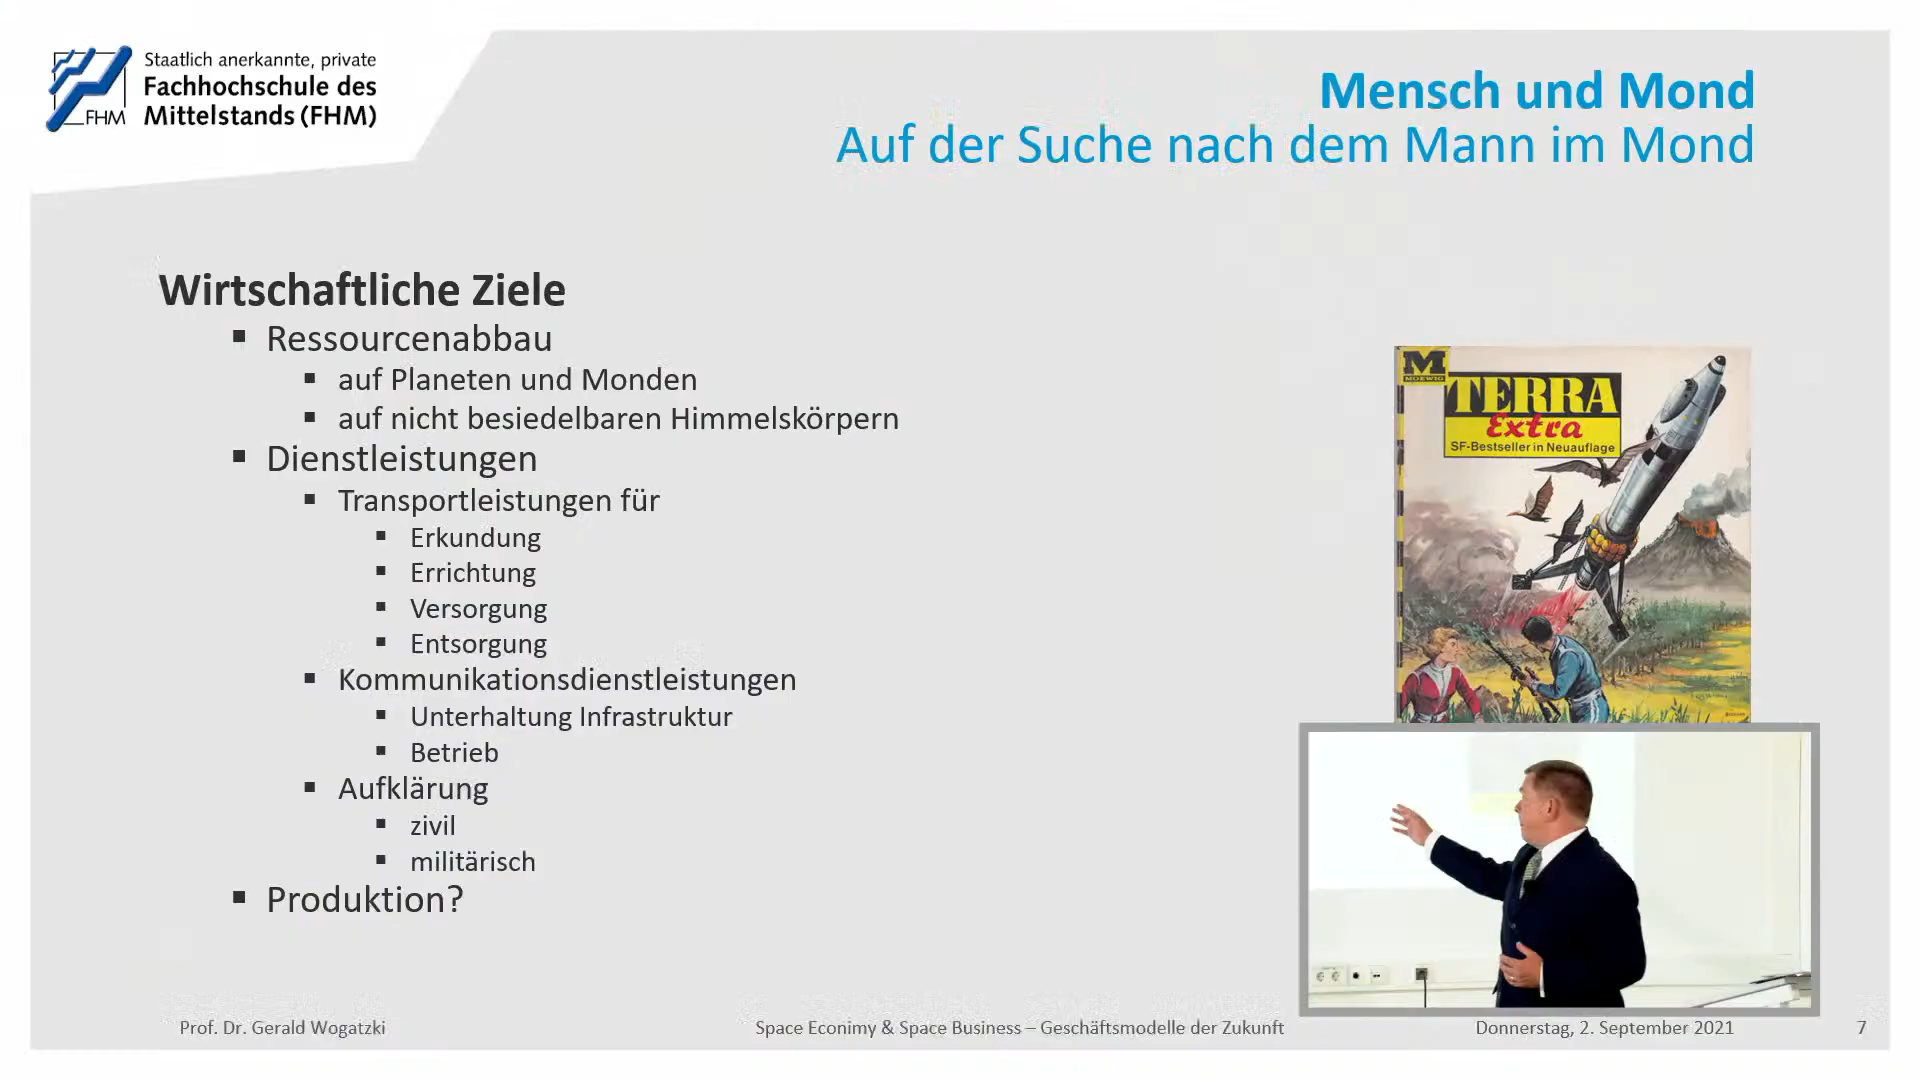 Staatlich anerkannte, private
Fachhochschule des
Mittelstands (FHM)
FHM
Mensch und Mond
Auf der Suche nach dem Mann im Mond
Wirtschaftliche Ziele
▪ Ressourcenabbau
▪ auf Planeten und Monden
▪ auf nicht besiedelbaren Himmelskörpern
▪ Dienstleistungen
▪ Transportleistungen für
▪ Erkundung
▪ Errichtung
▪ Versorgung
▪ Entsorgung
▪ Kommunikationsdienstleistungen
▪ Unterhaltung Infrastruktur
▪ Betrieb
▪ Aufklärung
▪ zivil
▪ militärisch
▪ Produktion?
M
MOEWIG
TERRA
Extra
SF-Bestseller in Neuauflage
Prof. Dr. Gerald Wogatzki
Space Econimy & Space Business – Geschäftsmodelle der Zukunft
Donnerstag, 2. September 2021
7